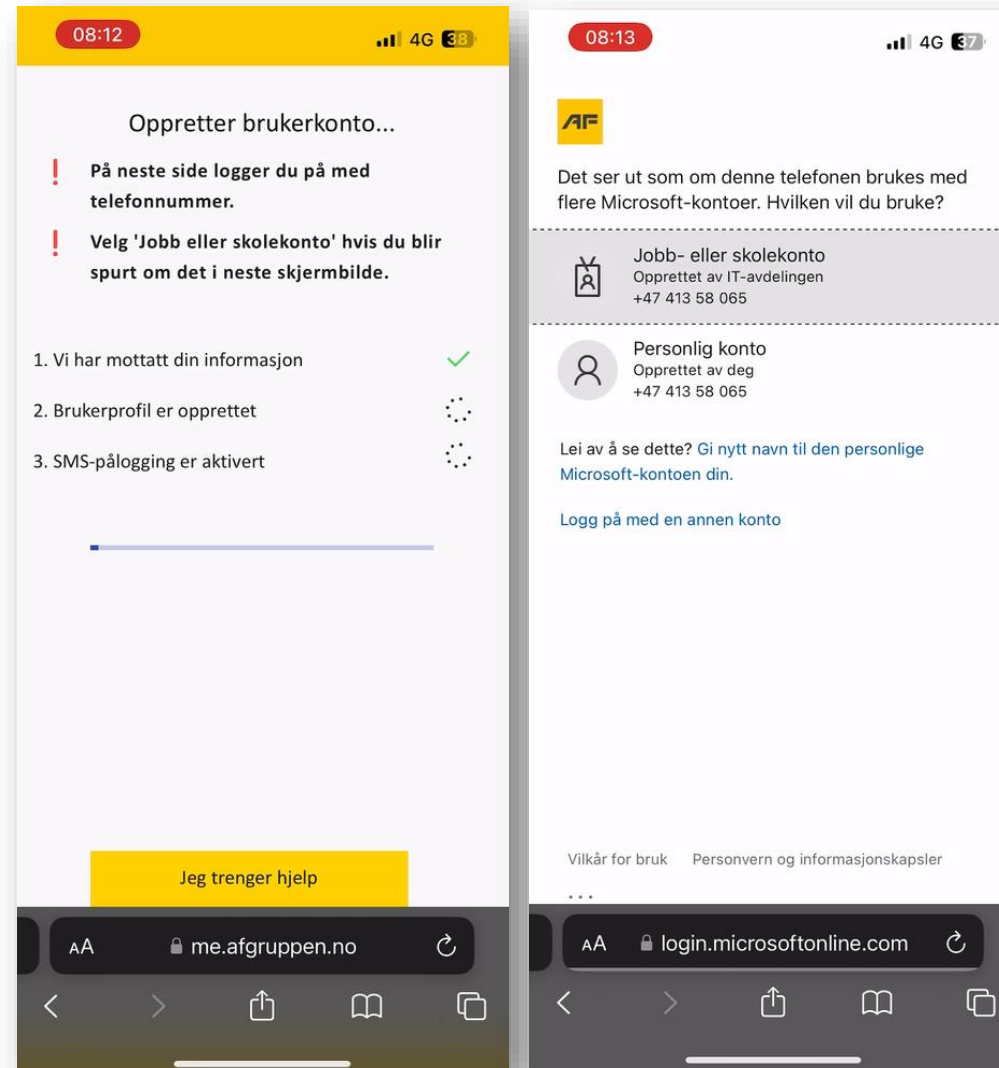 08:12
4G 38
Oppretter brukerkonto...
På neste side logger du på med
telefonnummer.
Velg 'Jobb eller skolekonto' hvis du blir
spurt om det i neste skjermbilde.
1. Vi har mottatt din informasjon
2. Brukerprofil er opprettet
3. SMS-pålogging er aktivert
Jeg trenger hjelp
AA
me.afgruppen.no
08:13
4G 37
AF
Det ser ut som om denne telefonen brukes med
flere Microsoft-kontoer. Hvilken vil du bruke?
Jobb- eller skolekonto
Opprettet av IT-avdelingen
+47 413 58 065
Personlig konto
Opprettet av deg
+47 413 58 065
Lei av å se dette? Gi nytt navn til den personlige
Microsoft-kontoen din.
Logg på med en annen konto
Vilkår for bruk Personvern og informasjonskapsler
...
AA
login.microsoftonline.com